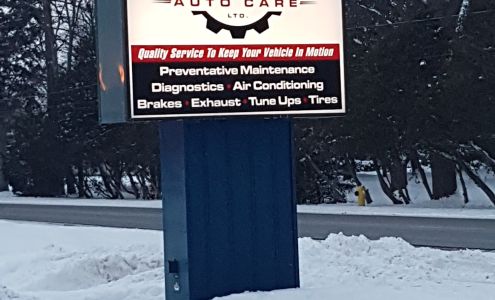 AUTO CARE
LTD.
Quality Service To Keep Your Vehicle In Motion
Preventative Maintenance
Diagnostics • Air Conditioning
Brakes • Exhaust • Tune Ups • Tires